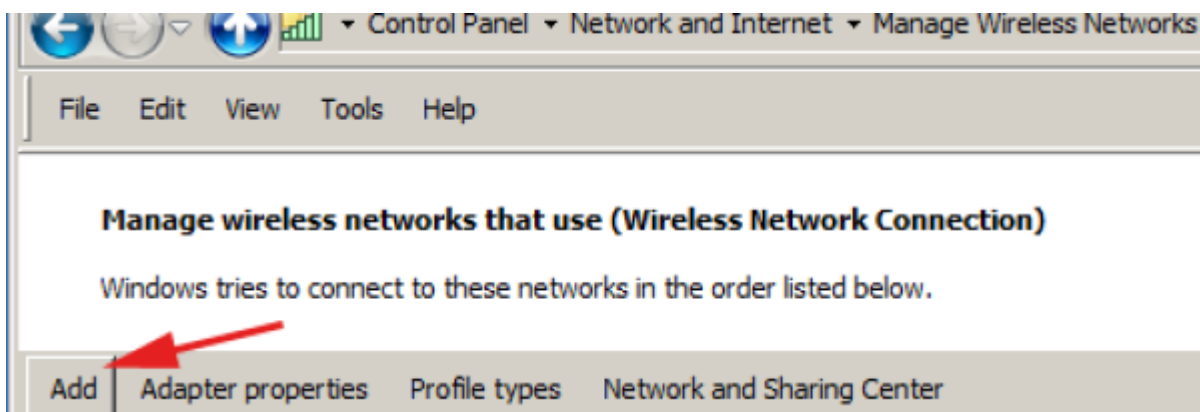 Control Panel Network and Internet Manage Wireless Networks
File Edit View Tools Help
Manage wireless networks that use (Wireless Network Connection)
Windows tries to connect to these networks in the order listed below.
Add Adapter properties Profile types Network and Sharing Center